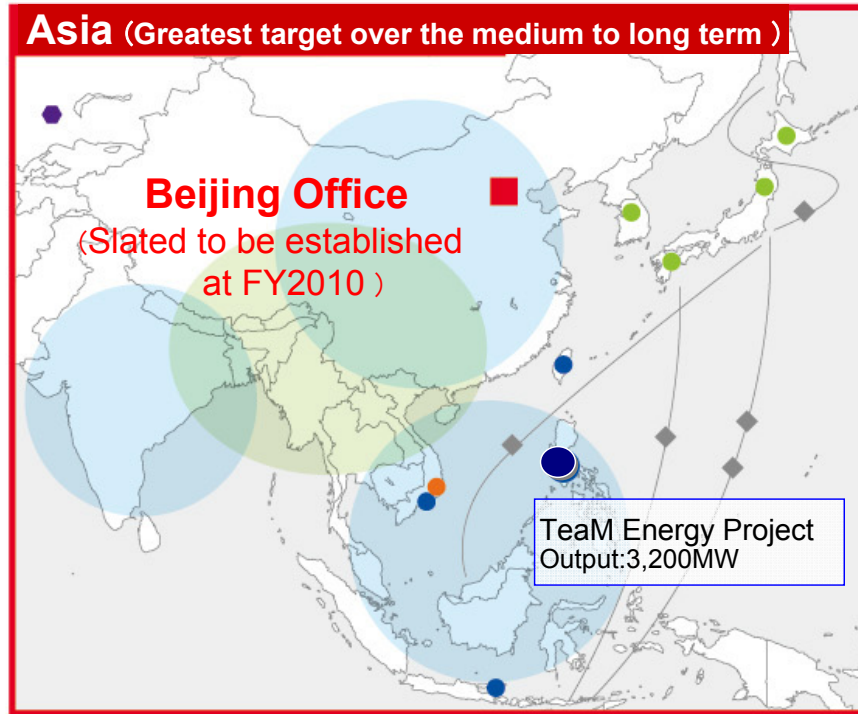 Asia (Greatest target over the medium to long term )
Beijing Office
(Slated to be established
at FY2010 )
TeaM Energy Project
Output:3,200MW